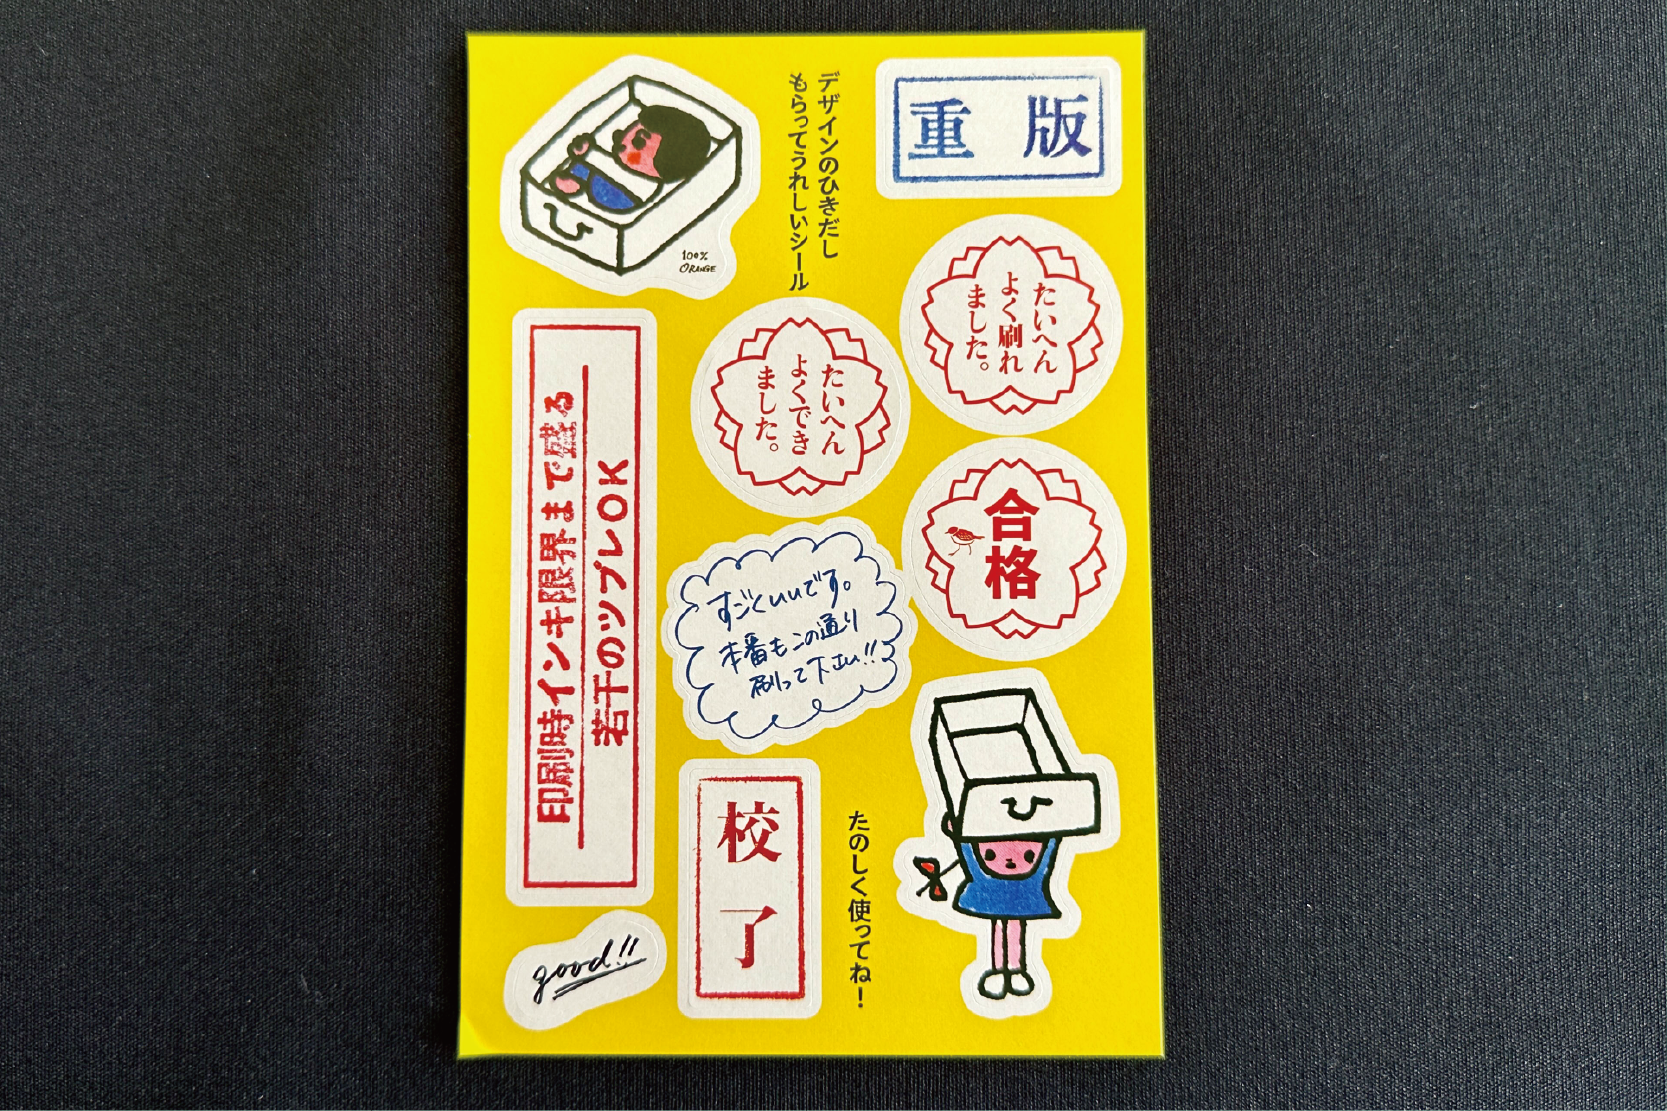 デザインのひきだし
もらってうれしいシール
100%
ORANGE
重版
たいへん
よく刷れ
ました。
たいへん
よくでき
ました。
合格
印刷時インキ限界まで盛る
若干のツブレOK
すごくいいです。
本番もこの通り
刷って下さい!!
校了
たのしく使ってね！
good!!